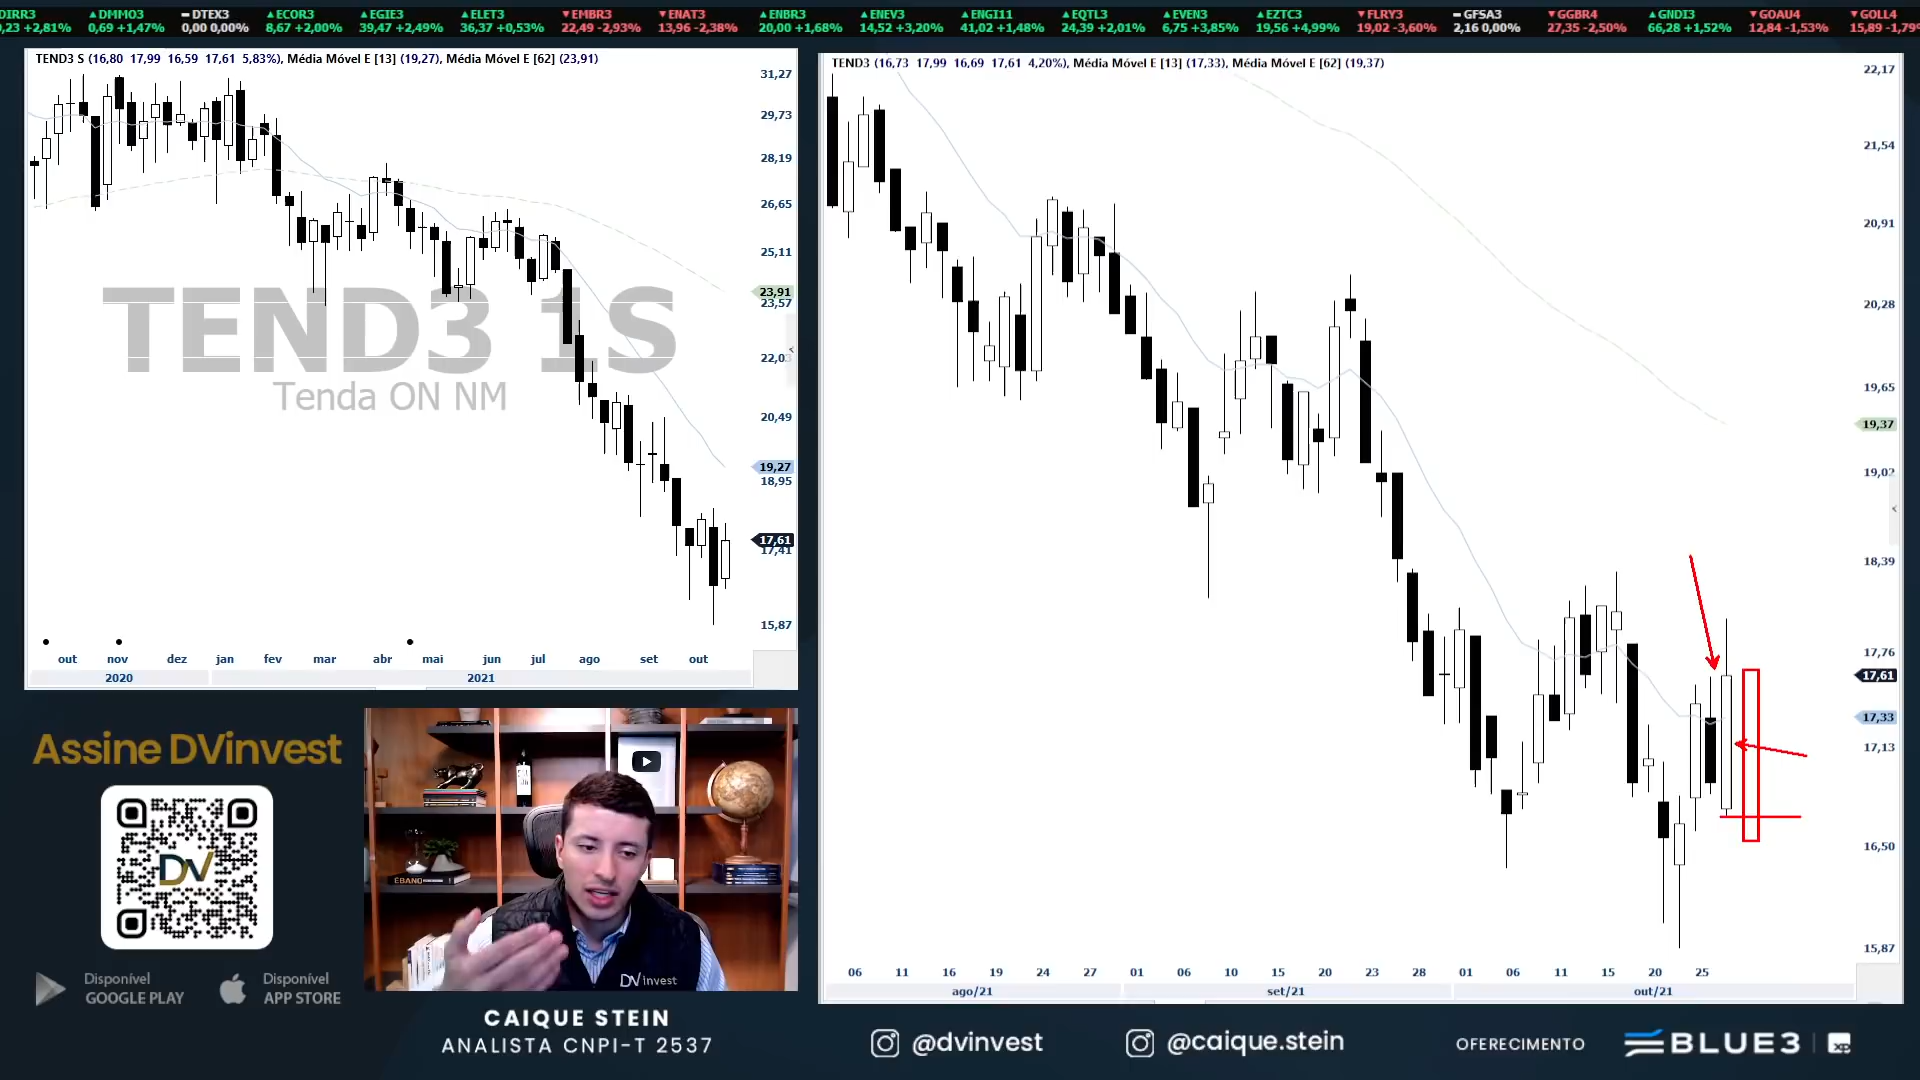 DIRR3 ▲DMMO3 DTEX3 ▲ECOR3 ▲EGIE3 ▲ELET3 ▼EMBR3 ▼ENAT3 ▲ENBR3 ▲ENEV3 ▲ENGI11 ▲EQTL3 ▲EVEN3 ▲EZTC3 ▼FLRY3 GFSA3 ▼GGBR4 ▲GNDI3 ▼GOAU4 ▼GOLL4
,23 +2,81% 0,69 +1,47% 0,00 0,00% 8,67 +2,00% 39,47 +2,49% 36,37 +0,53% 22,49 -2,93% 13,96 -2,38% 20,00 +1,68% 14,52 +3,20% 41,02 +1,48% 24,39 +2,01% 6,75 +3,85% 19,56 +4,99% 19,02 -3,60% 2,16 0,00% 27,35 -2,50% 66,28 +1,52% 12,84 -1,53% 15,89 -1,79%
TEND3 S (16,80 17,99 16,59 17,61 5,83%), Média Móvel E [13] (19,27), Média Móvel E [62] (23,91)
31,27
29,73
28,19
26,65
25,11
23,91
23,57
22,03
20,49
19,27
18,95
17,61
17,41
15,87
TEND3 1S
Tenda ON NM
out nov dez jan fev mar abr mai jun jul ago set out
2020 2021
TEND3 (16,73 17,99 16,69 17,61 4,20%), Média Móvel E [13] (17,33), Média Móvel E [62] (19,37)
22,17
21,54
20,91
20,28
19,65
19,37
19,02
18,39
17,76
17,61
17,33
17,13
16,50
15,87
06 11 16 19 24 27 01 06 10 15 20 23 28 01 06 11 15 20 25
ago/21 set/21 out/21
Assine DVinvest
DV
Disponível
GOOGLE PLAY
Disponível
APP STORE
ÉBANO
DV invest
CAIQUE STEIN
ANALISTA CNPI-T 2537
@dvinvest
@caique.stein
OFERECIMENTO
BLUE3
xp